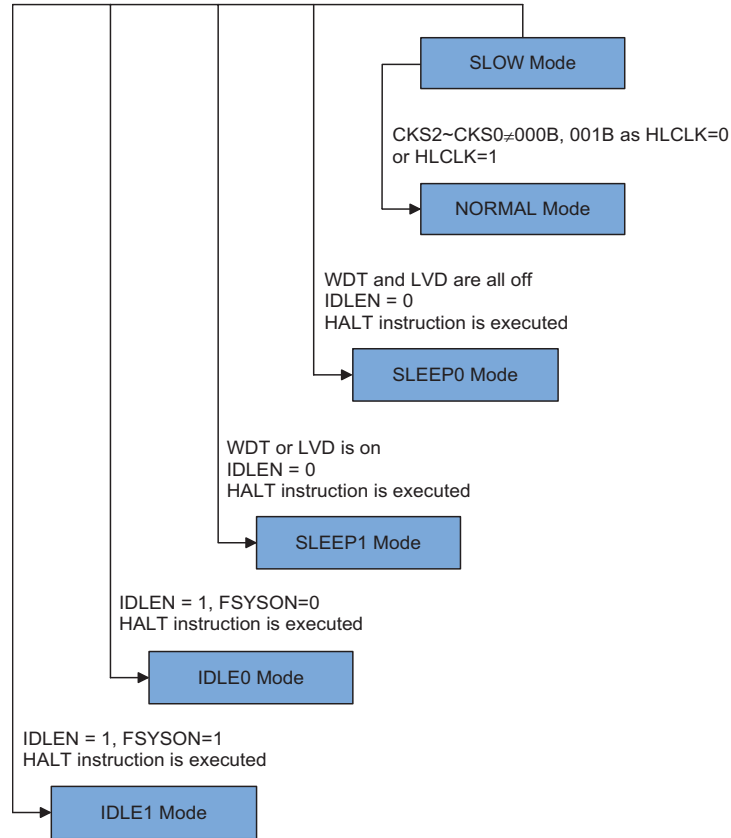 SLOW Mode
CKS2~CKS0≠000B, 001B as HLCLK=0
or HLCLK=1
NORMAL Mode
WDT and LVD are all off
IDLEN = 0
HALT instruction is executed
SLEEP0 Mode
WDT or LVD is on
IDLEN = 0
HALT instruction is executed
SLEEP1 Mode
IDLEN = 1, FSYSON=0
HALT instruction is executed
IDLE0 Mode
IDLEN = 1, FSYSON=1
HALT instruction is executed
IDLE1 Mode